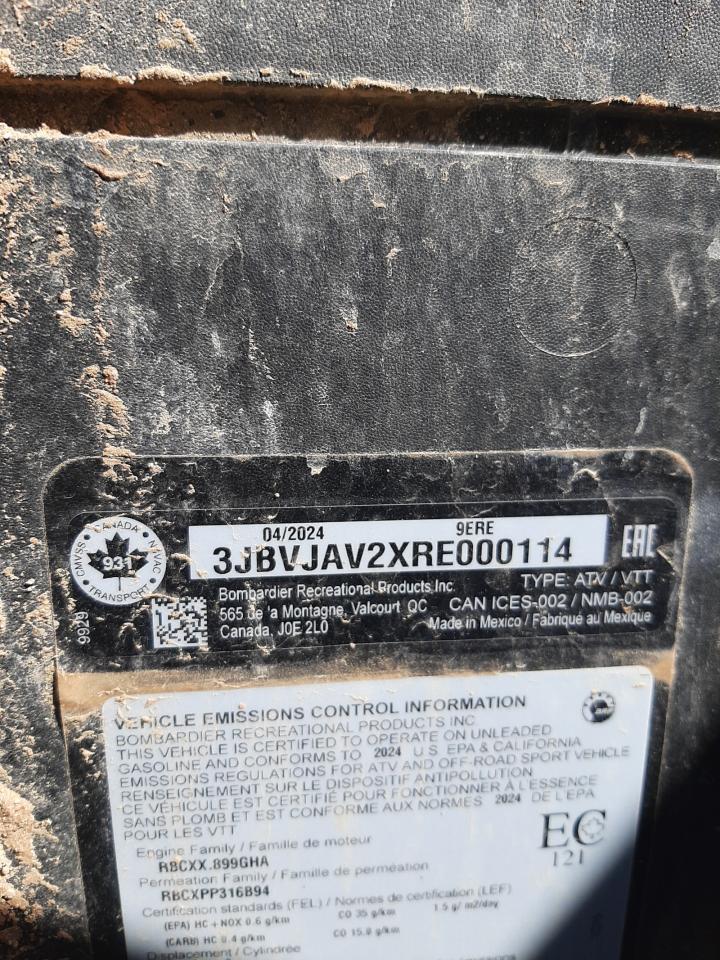 CANADA
CMVSS
931
NSVAC
TRANSPORT
9929
04/2024 9ERE
3JBVJAV2XRE000114
EAC
Bombardier Recreational Products Inc.
565 de la Montagne, Valcourt QC
Canada, J0E 2L0
TYPE: ATV / VTT
CAN ICES-002 / NMB-002
Made in Mexico / Fabriqué au Mexique
VEHICLE EMISSIONS CONTROL INFORMATION
BOMBARDIER RECREATIONAL PRODUCTS INC.
THIS VEHICLE IS CERTIFIED TO OPERATE ON UNLEADED
GASOLINE AND CONFORMS TO 2024 U.S. EPA & CALIFORNIA
EMISSIONS REGULATIONS FOR ATV AND OFF-ROAD SPORT VEHICLE
RENSEIGNEMENT SUR LE DISPOSITIF ANTIPOLLUTION
CE VÉHICULE EST CERTIFIÉ POUR FONCTIONNER À L'ESSENCE
SANS PLOMB ET EST CONFORME AUX NORMES 2024 DE L'EPA
POUR LES VTT
EC
121
Engine Family / Famille de moteur
RBCXX.899GHA
Permeation Family / Famille de perméation
RBCXPP316B94
Certification standards (FEL) / Normes de certification (LEF)
(EPA) HC + NOX 0.6 g/km CO 35 g/km 1.5 g/ m2/day
(CARB) HC 0.4 g/km CO 15.0 g/km
Displacement / Cylindrée